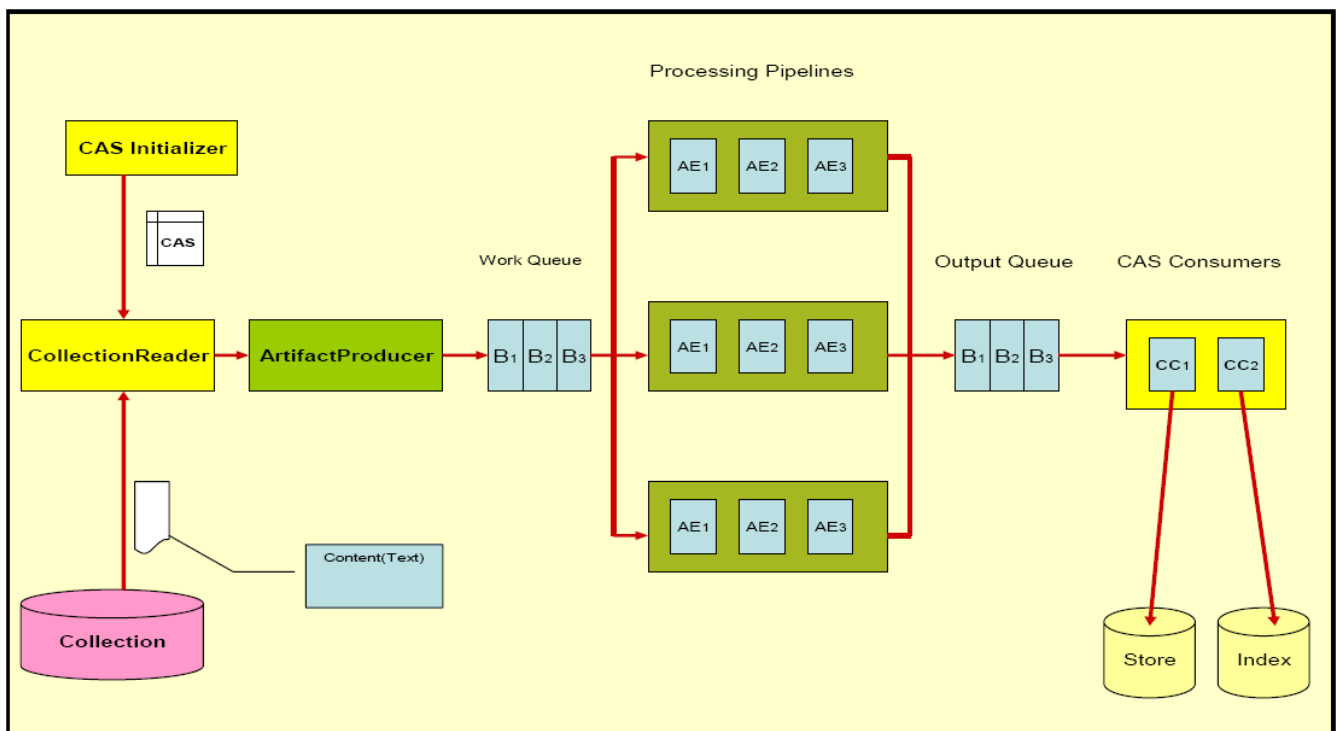 Processing Pipelines
CAS Initializer
CAS
AE1 AE2 AE3
Work Queue
Output Queue
CAS Consumers
CollectionReader
ArtifactProducer
B1 B2 B3
AE1 AE2 AE3
B1 B2 B3
CC1 CC2
AE1 AE2 AE3
Content(Text)
Collection
Store
Index